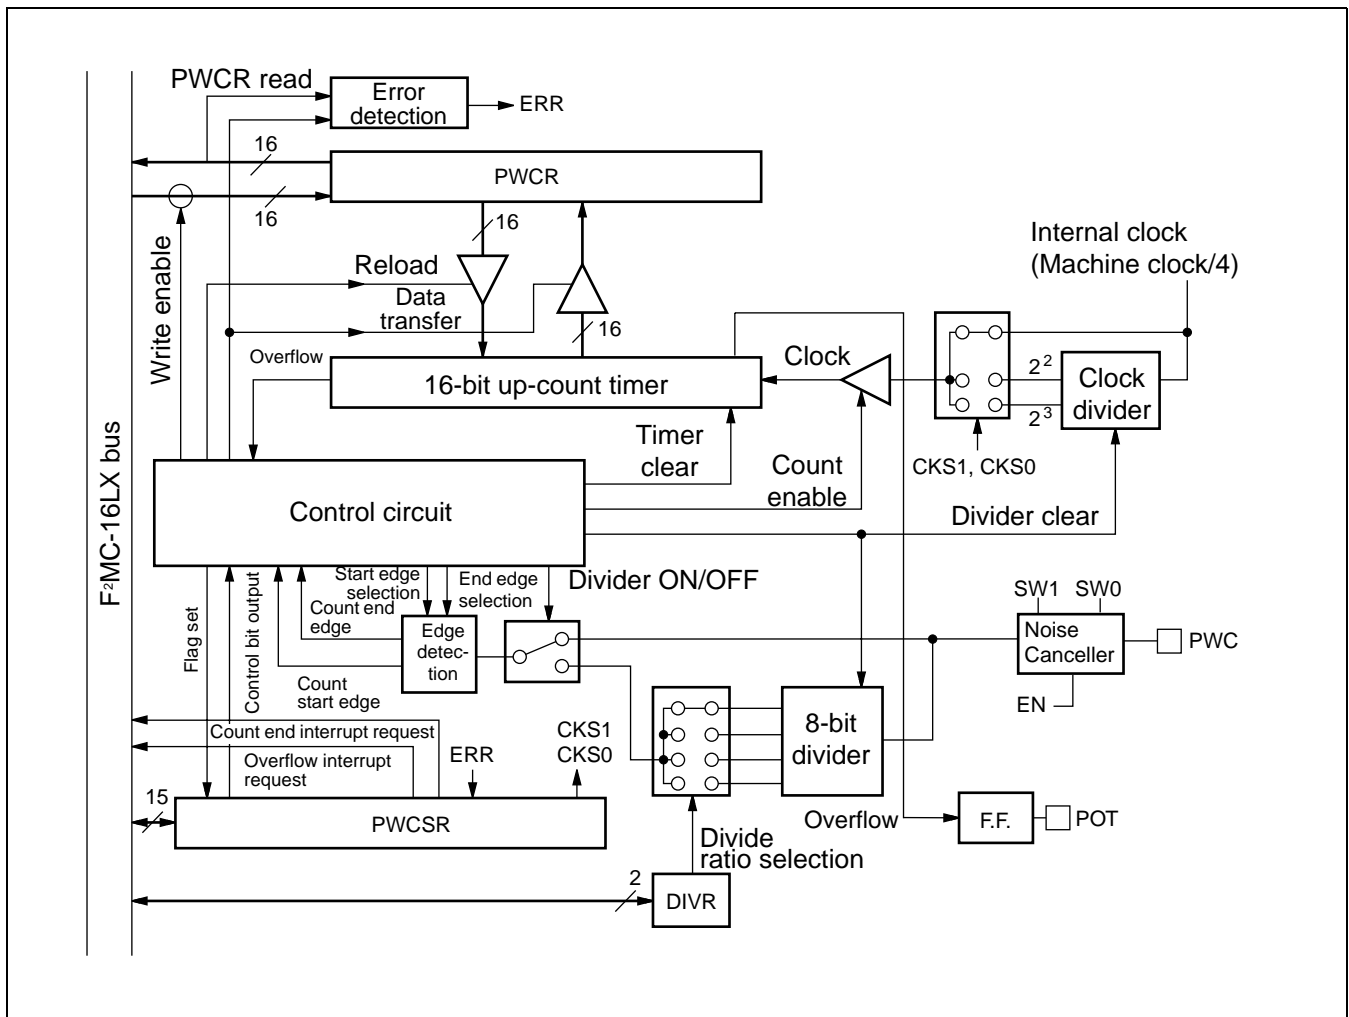 PWCR read
Error
detection
ERR
16
PWCR
16
16
Internal clock
(Machine clock/4)
Write enable
Reload
Data
transfer
16
Overflow
16-bit up-count timer
Clock
2²
2³
Clock
divider
Timer
clear
CKS1, CKS0
Count
enable
Control circuit
Divider clear
F²MC-16LX bus
Start edge
selection
End edge
selection
Divider ON/OFF
Count end
edge
Flag set
Control bit output
Edge
detec-
tion
SW1
SW0
Noise
Canceller
PWC
EN
Count
start edge
8-bit
divider
Count end interrupt request
Overflow interrupt
request
ERR
CKS1
CKS0
15
PWCSR
Overflow
F.F.
POT
Divide
ratio selection
2
DIVR